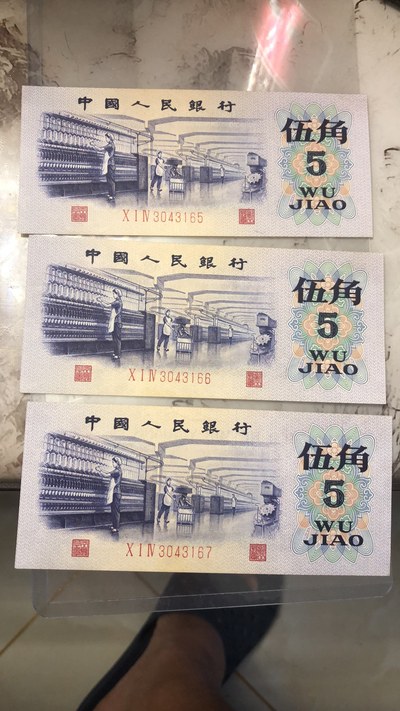 中國人民銀行
伍角
5
WU
JIAO
X I IV 3043165
中國人民銀行
伍角
5
WU
JIAO
X I IV 3043166
中國人民銀行
伍角
5
WU
JIAO
X I IV 3043167